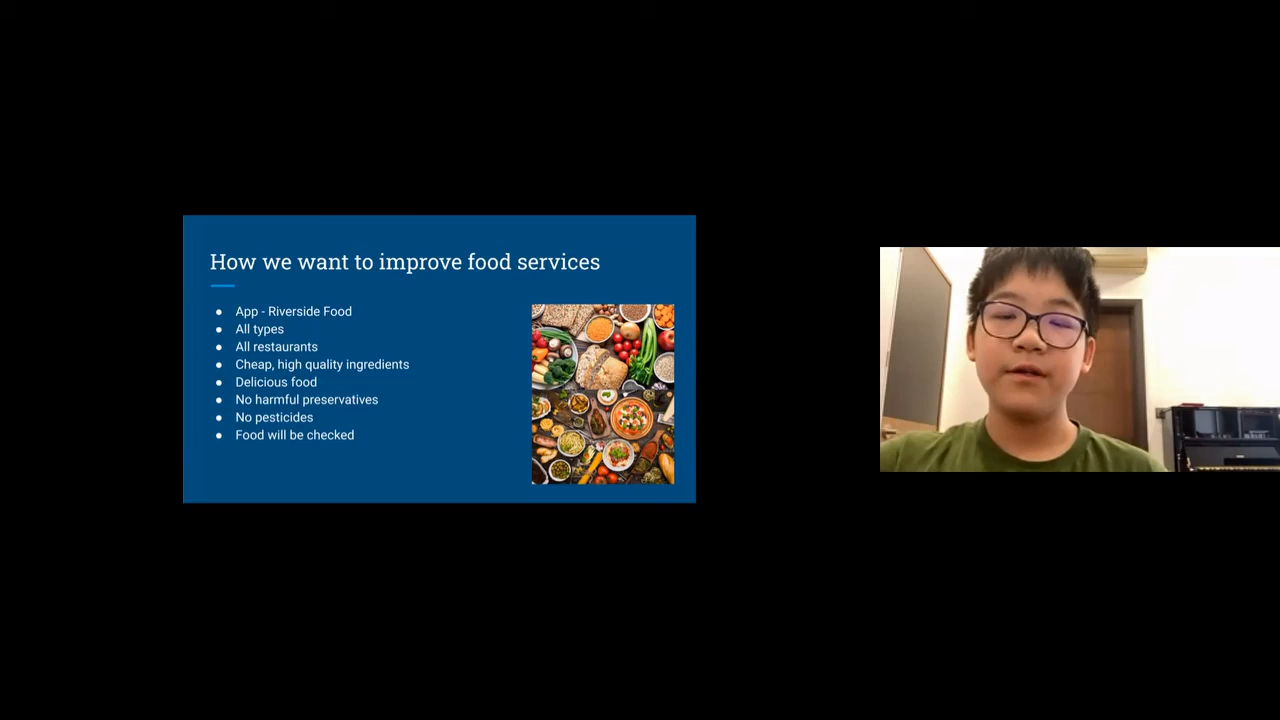 How we want to improve food services
● App - Riverside Food
● All types
● All restaurants
● Cheap, high quality ingredients
● Delicious food
● No harmful preservatives
● No pesticides
● Food will be checked